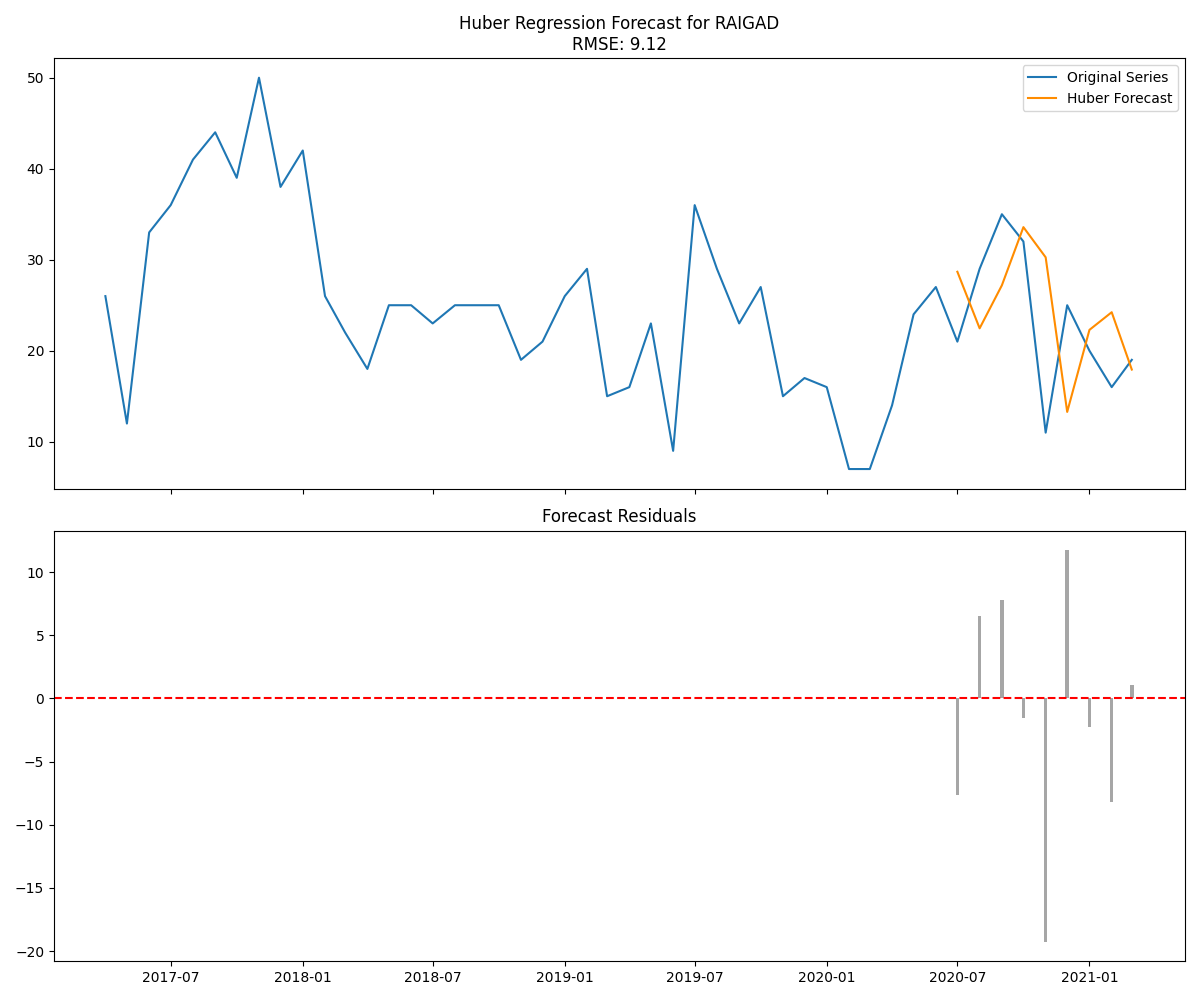 Huber Regression Forecast for RAIGAD
RMSE: 9.12
Original Series
Huber Forecast
50
40
30
20
10
Forecast Residuals
10
5
0
−5
−10
−15
−20
2017-07 2018-01 2018-07 2019-01 2019-07 2020-01 2020-07 2021-01